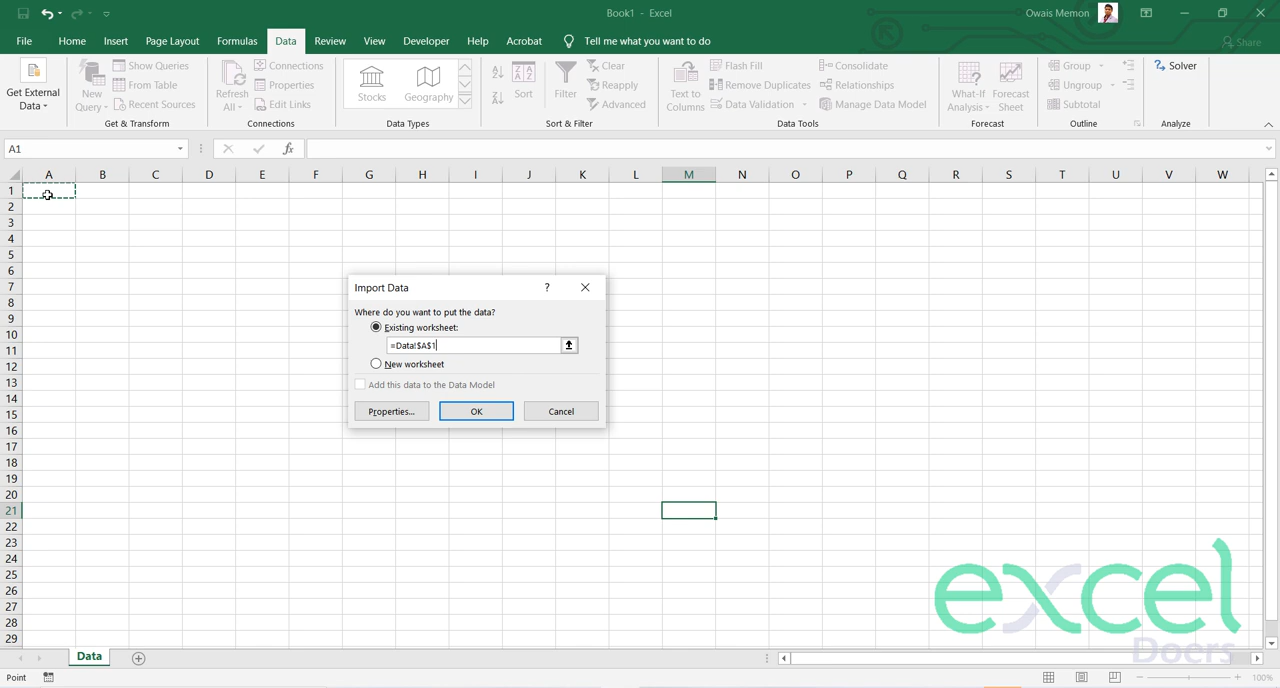 Book1 - Excel
Owais Memon
File Home Insert Page Layout Formulas Data Review View Developer Help Acrobat Tell me what you want to do
Share
Get External Data
New Query
Show Queries
From Table
Recent Sources
Get & Transform
Refresh All
Connections
Properties
Edit Links
Connections
Stocks
Geography
Data Types
Sort
Filter
Clear
Reapply
Advanced
Sort & Filter
Text to Columns
Flash Fill
Remove Duplicates
Data Validation
Consolidate
Relationships
Manage Data Model
Data Tools
What-If Analysis
Forecast Sheet
Forecast
Group
Ungroup
Subtotal
Outline
Solver
Analyze
A1
fx
A B C D E F G H I J K L M N O P Q R S T U V W
1
2
3
4
5
6
7
8
9
10
11
12
13
14
15
16
17
18
19
20
21
22
23
24
25
26
27
28
29
Import Data ?
Where do you want to put the data?
Existing worksheet:
=Data!$A$1
New worksheet
Add this data to the Data Model
Properties... OK Cancel
excel
Doers
Data
Point
100%